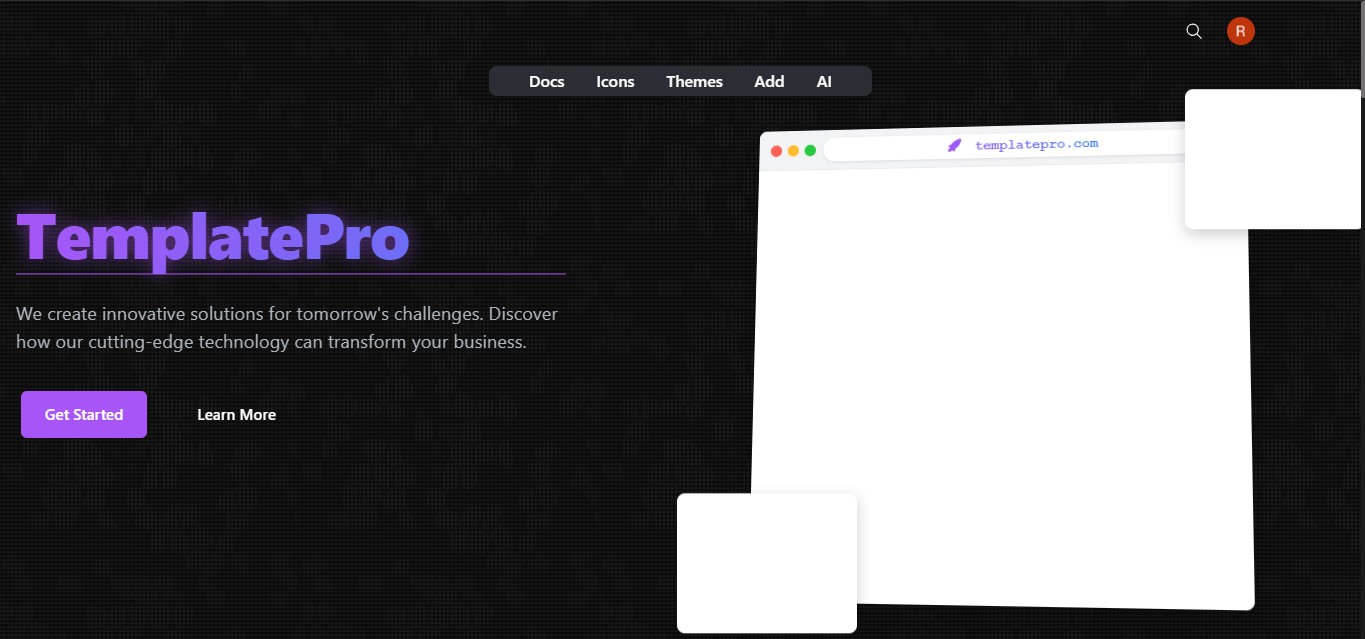 R
Docs Icons Themes Add AI
templatepro.com
TemplatePro
We create innovative solutions for tomorrow's challenges. Discover
how our cutting-edge technology can transform your business.
Get Started Learn More